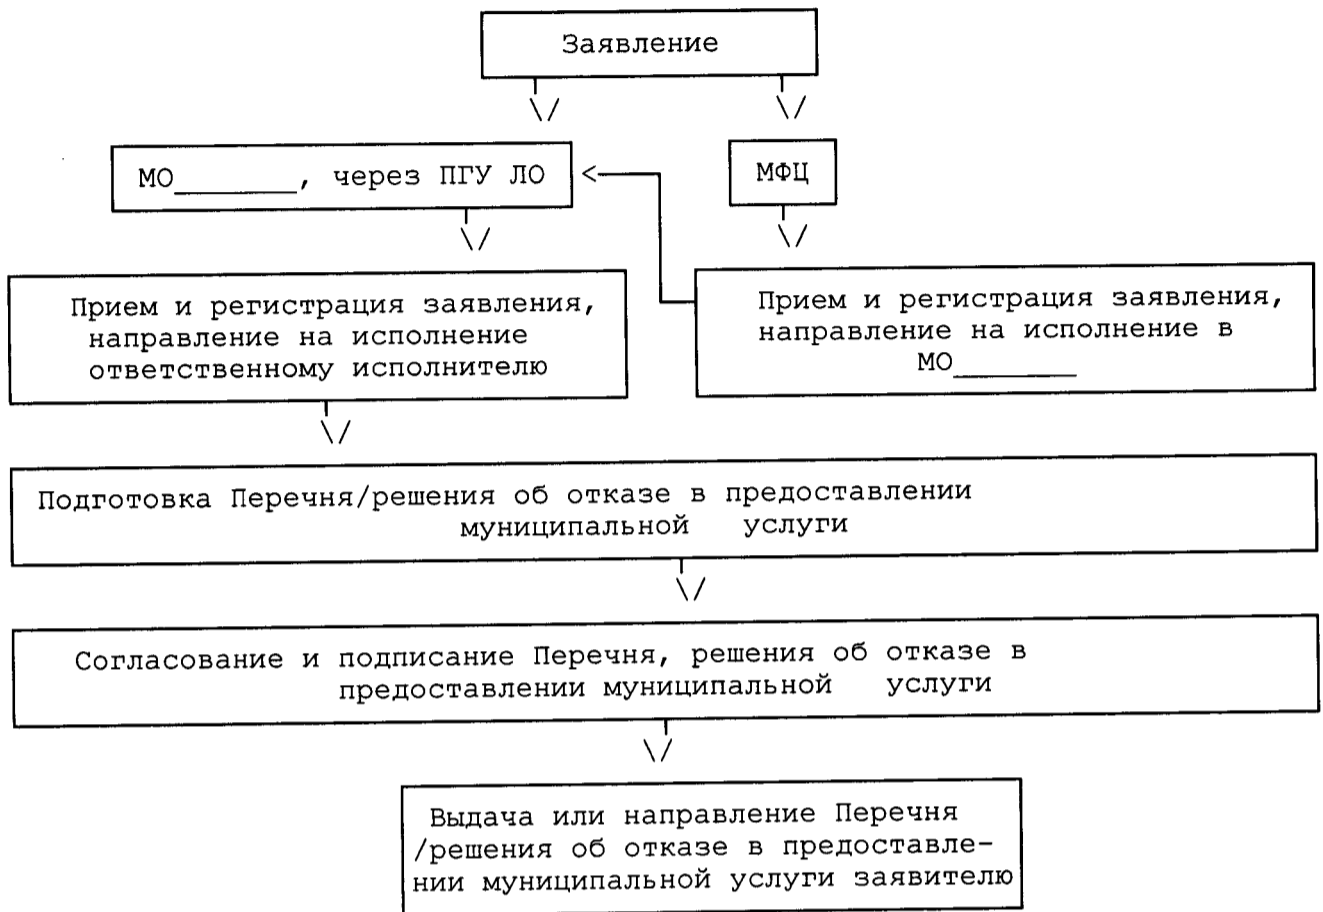 Заявление
МО________, через ПГУ ЛО
МФЦ
Прием и регистрация заявления,
направление на исполнение
ответственному исполнителю
Прием и регистрация заявления,
направление на исполнение в
МО________
Подготовка Перечня/решения об отказе в предоставлении
муниципальной услуги
Согласование и подписание Перечня, решения об отказе в
предоставлении муниципальной услуги
Выдача или направление Перечня
/решения об отказе в предоставле-
нии муниципальной услуги заявителю